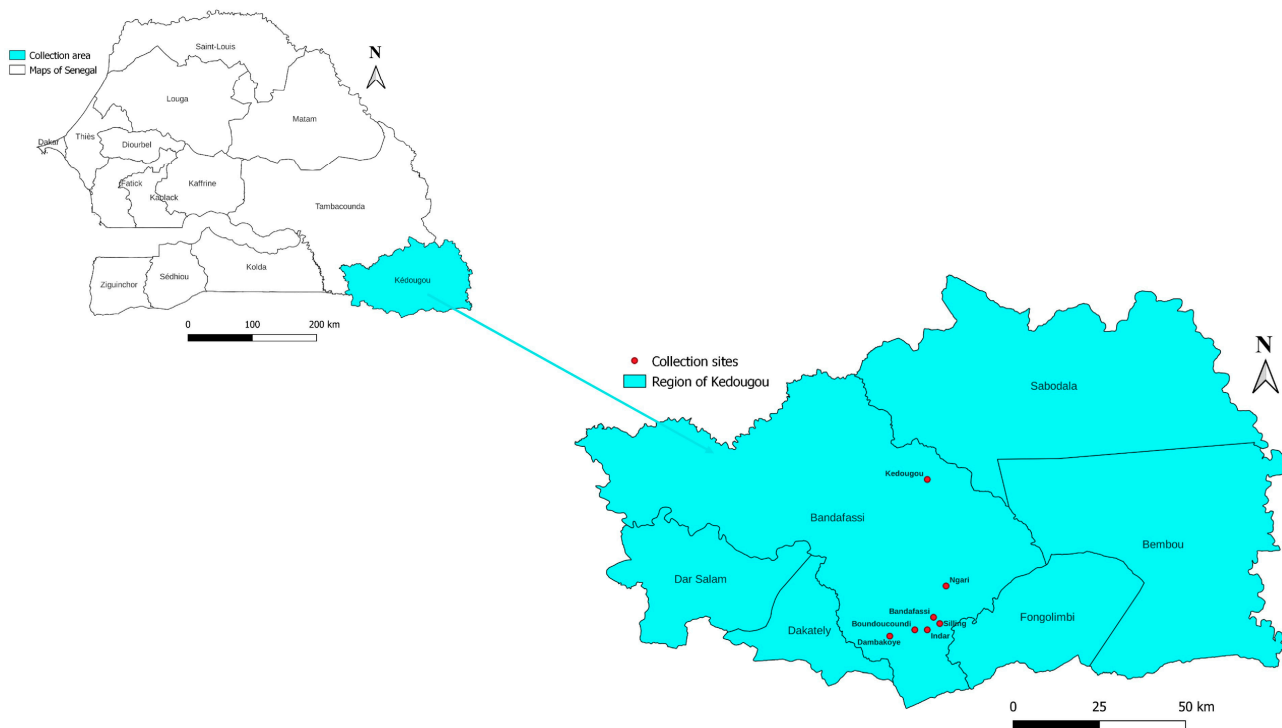 Collection area
Maps of Senegal
N
Saint-Louis
Louga
Matam
Dakar
Thiès
Diourbel
Fatick
Kaffrine
Kablack
Tambacounda
Ziguinchor
Sédhiou
Kolda
Kédougou
0 100 200 km
Collection sites
Region of Kedougou
N
Sabodala
Kedougou
Bandafassi
Bembou
Dar Salam
Ngari
Bandafassi
Silling
Boundoucoundi
Indar
Dambakoye
Dakately
Fongolimbi
0 25 50 km